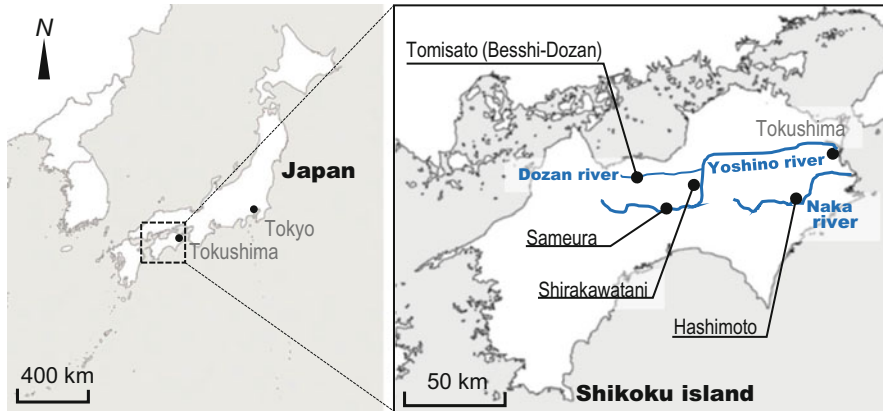 N
Japan
Tokyo
Tokushima
400 km
Tomisato (Besshi-Dozan)
Tokushima
Dozan river
Yoshino river
Naka
river
Sameura
Shirakawatani
Hashimoto
50 km
Shikoku island